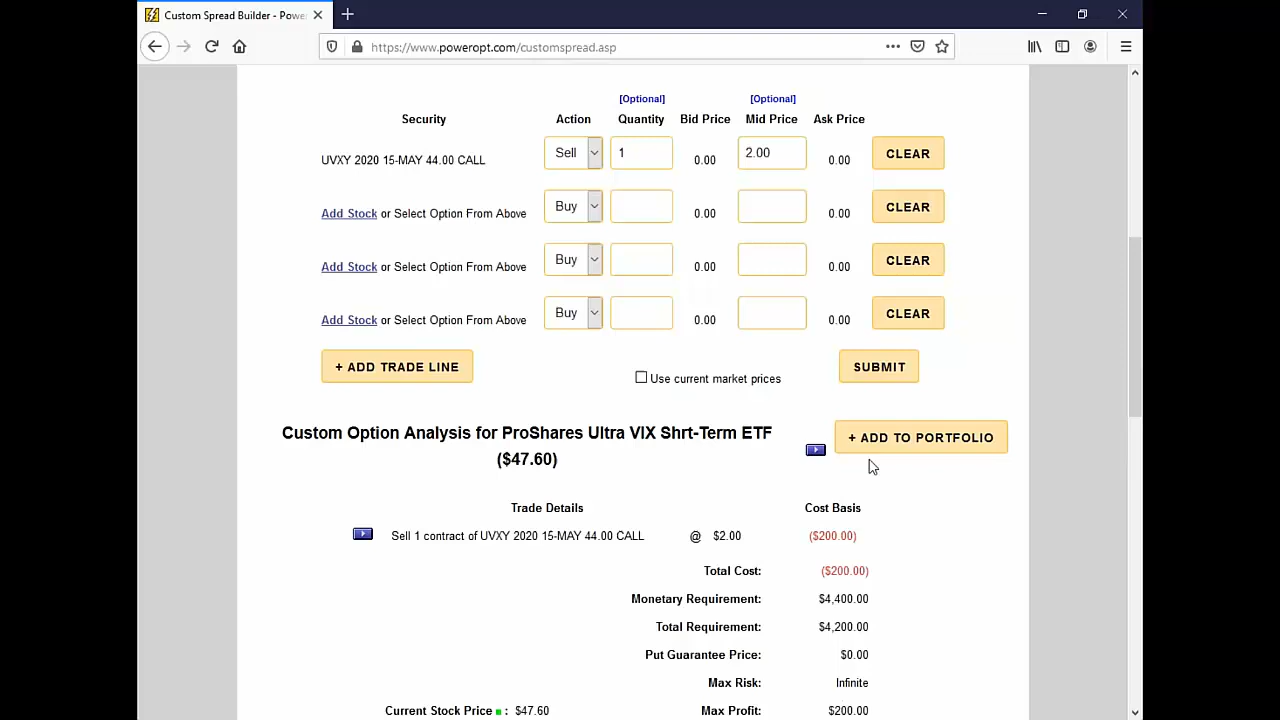 Custom Spread Builder - Powe
https://www.poweropt.com/customspread.asp
[Optional] [Optional]
Security Action Quantity Bid Price Mid Price Ask Price
UVXY 2020 15-MAY 44.00 CALL Sell 1 0.00 2.00 0.00 CLEAR
Add Stock or Select Option From Above Buy 0.00 0.00 CLEAR
Add Stock or Select Option From Above Buy 0.00 0.00 CLEAR
Add Stock or Select Option From Above Buy 0.00 0.00 CLEAR
+ ADD TRADE LINE Use current market prices SUBMIT
Custom Option Analysis for ProShares Ultra VIX Shrt-Term ETF
($47.60)
+ ADD TO PORTFOLIO
Trade Details Cost Basis
Sell 1 contract of UVXY 2020 15-MAY 44.00 CALL @ $2.00 ($200.00)
Total Cost: ($200.00)
Monetary Requirement: $4,400.00
Total Requirement: $4,200.00
Put Guarantee Price: $0.00
Max Risk: Infinite
Current Stock Price : $47.60 Max Profit: $200.00